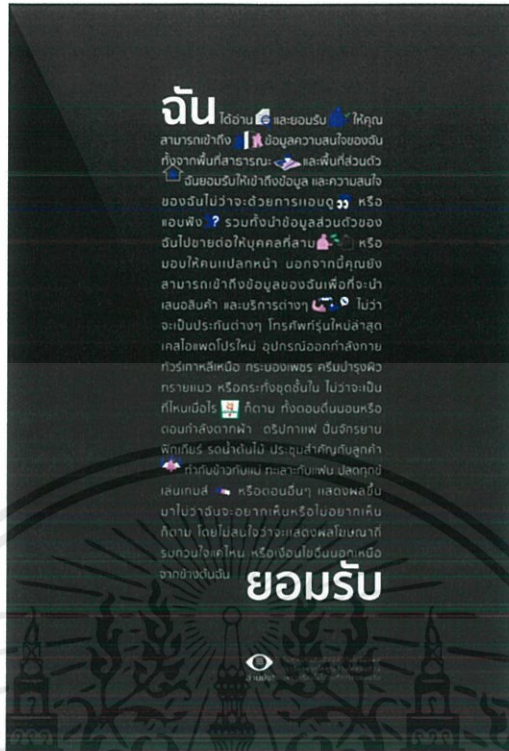 ฉัน ได้อ่าน และยอมรับ ให้คุณ
สามารถเข้าถึง ข้อมูลความสนใจของฉัน
ทั้งจากพื้นที่สาธารณะ และพื้นที่ส่วนตัว
ฉันยอมรับให้เข้าถึงข้อมูล และความสนใจ
ของฉันไม่ว่าจะด้วยการแอบดู หรือ
แอบฟัง ? รวมทั้งนำข้อมูลส่วนตัวของ
ฉันไปขายต่อให้บุคคลที่สาม หรือ
มอบให้คนแปลกหน้า นอกจากนี้คุณยัง
สามารถเข้าถึงข้อมูลของฉันเพื่อที่จะนำ
เสนอสินค้า และบริการต่างๆ ไม่ว่า
จะเป็นประกันต่างๆ โทรศัพท์รุ่นใหม่ล่าสุด
เคสไอแพดโปรใหม่ อุปกรณ์ออกกำลังกาย
ทัวร์เกาหลีเหนือ กระบองเพชร ครีมบำรุงผิว
ทรายแมว หรือกระทั่งชุดชั้นใน ไม่ว่าจะเป็น
ที่ไหนเมื่อไร ก็ตาม ทั้งตอนตื่นนอนหรือ
ตอนกำลังตากผ้า ดริปกาแฟ ปั่นจักรยาน
ฟิกเกียร์ รดน้ำต้นไม้ ประชุมสำคัญกับลูกค้า
ทำกับข้าวกับแม่ ทะเลาะกับแฟน ปลดทุกข์
เล่นเกมส์ หรือตอนอื่นๆ แสดงผลขึ้น
มาไม่ว่าฉันจะอยากเห็นหรือไม่อยากเห็น
ก็ตาม โดยไม่สนใจว่าจะแสดงผลโฆษณาที่
รบกวนใจแค่ไหน หรือเงื่อนไขอื่นนอกเหนือ
จากข้างต้นฉัน ยอมรับ
อ่านยัง?